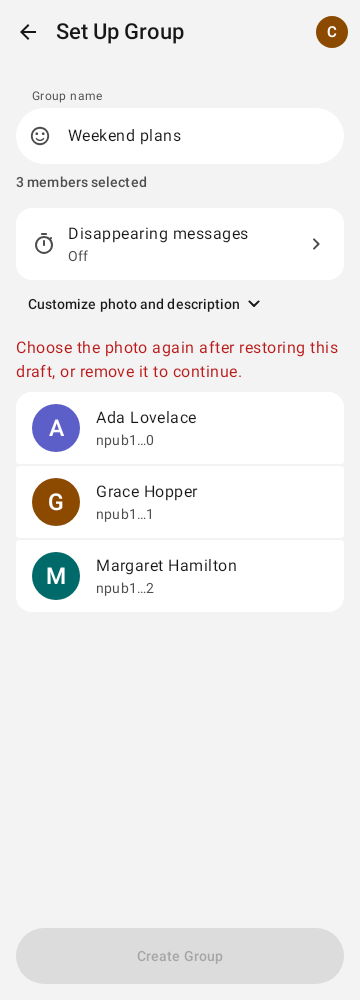 Set Up Group
C
Group name
Weekend plans
3 members selected
Disappearing messages
Off
Customize photo and description
Choose the photo again after restoring this
draft, or remove it to continue.
A
Ada Lovelace
npub1…0
G
Grace Hopper
npub1…1
M
Margaret Hamilton
npub1…2
Create Group